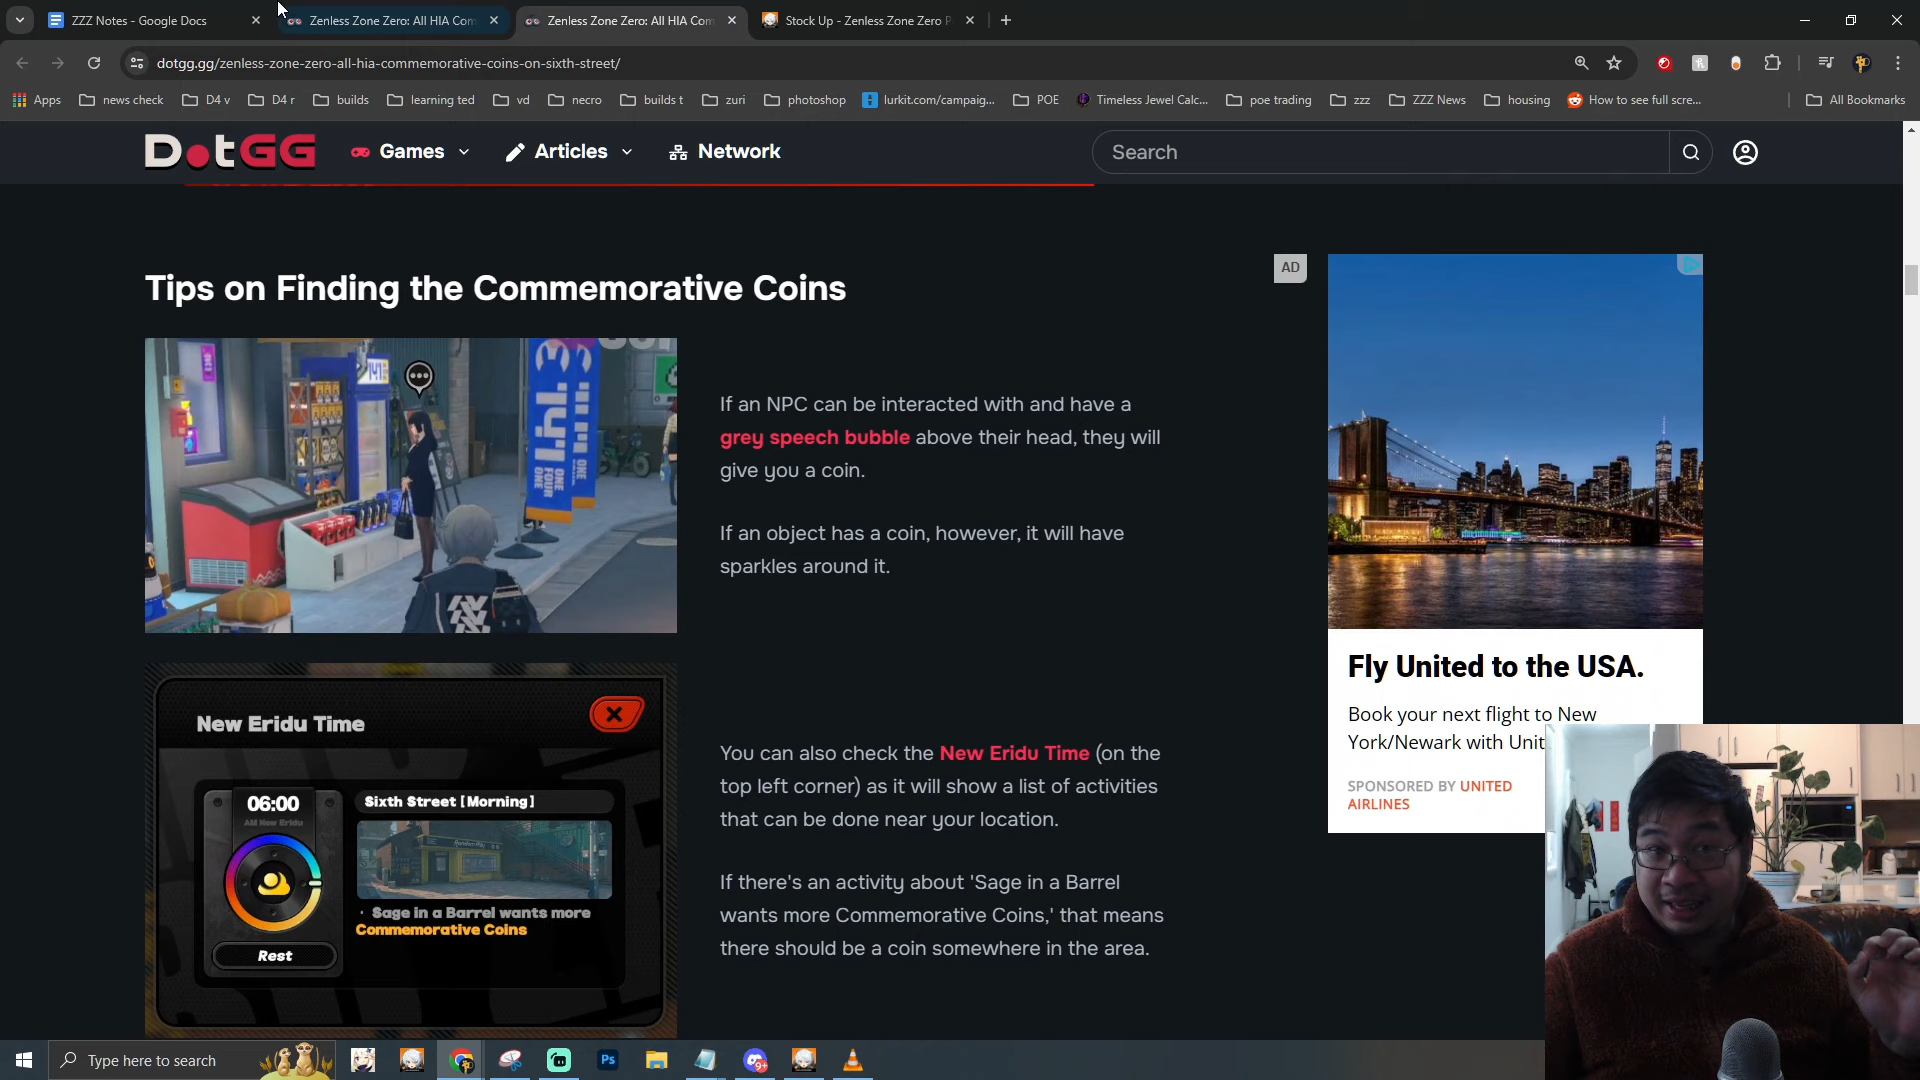 ZZZ Notes - Google Docs
Zenless Zone Zero: All HIA Com
Zenless Zone Zero: All HIA Com
Stock Up - Zenless Zone Zero
dotgg.gg/zenless-zone-zero-all-hia-commemorative-coins-on-sixth-street/
Apps
news check
D4 v
D4 r
builds
learning ted
vd
necro
builds t
zuri
photoshop
lurkit.com/campaig...
POE
Timeless Jewel Calc...
poe trading
zzz
ZZZ News
housing
How to see full scre...
All Bookmarks
DotGG
Games
Articles
Network
Search
Tips on Finding the Commemorative Coins
AD
141
ONE
FOUR
ONE
If an NPC can be interacted with and have a
grey speech bubble above their head, they will
give you a coin.
If an object has a coin, however, it will have
sparkles around it.
New Eridu Time
06:00
AM New Eridu
Sixth Street [Morning]
· Sage in a Barrel wants more
Commemorative Coins
Rest
You can also check the New Eridu Time (on the
top left corner) as it will show a list of activities
that can be done near your location.
If there's an activity about 'Sage in a Barrel
wants more Commemorative Coins,' that means
there should be a coin somewhere in the area.
Fly United to the USA.
Book your next flight to New
York/Newark with Unit
SPONSORED BY UNITED
AIRLINES
Type here to search
Ps
9+